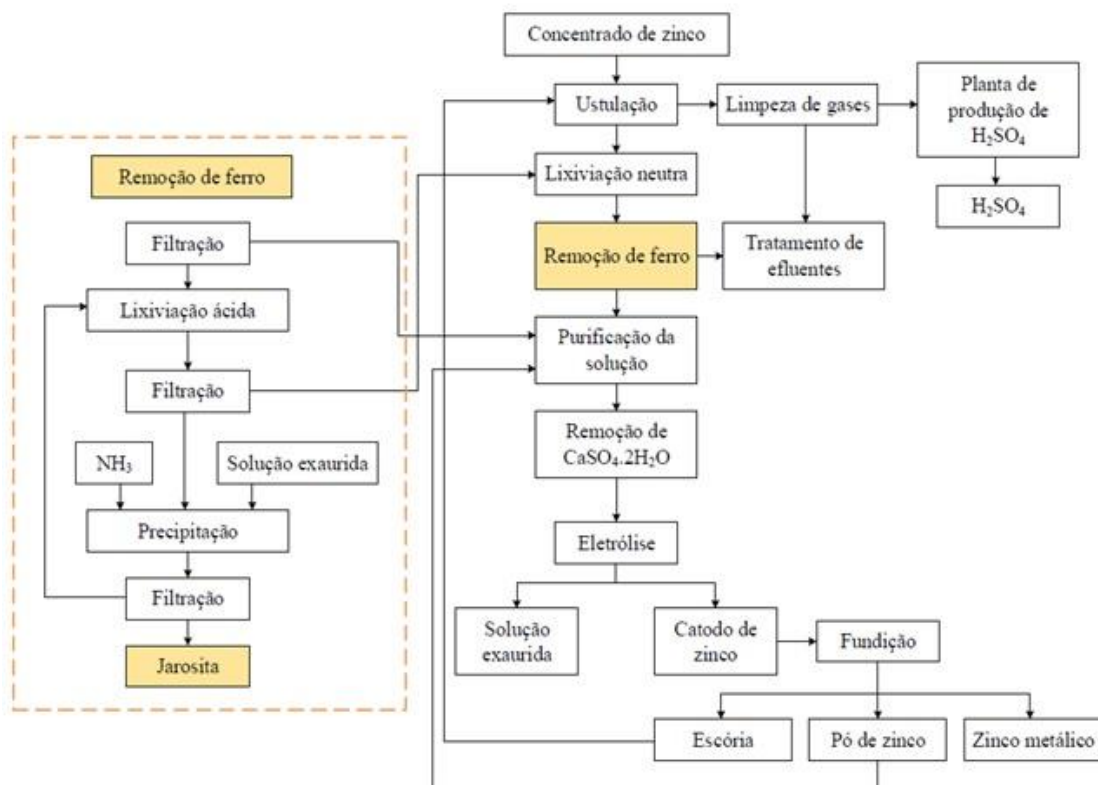 Concentrado de zinco
Ustulação
Limpeza de gases
Planta de
produção de
H₂SO₄
H₂SO₄
Lixiviação neutra
Remoção de ferro
Tratamento de
efluentes
Purificação da
solução
Remoção de
CaSO₄.2H₂O
Eletrólise
Solução
exaurida
Catodo de
zinco
Fundição
Escória
Pó de zinco
Zinco metálico
Remoção de ferro
Filtração
Lixiviação ácida
Filtração
NH₃
Solução exaurida
Precipitação
Filtração
Jarosita